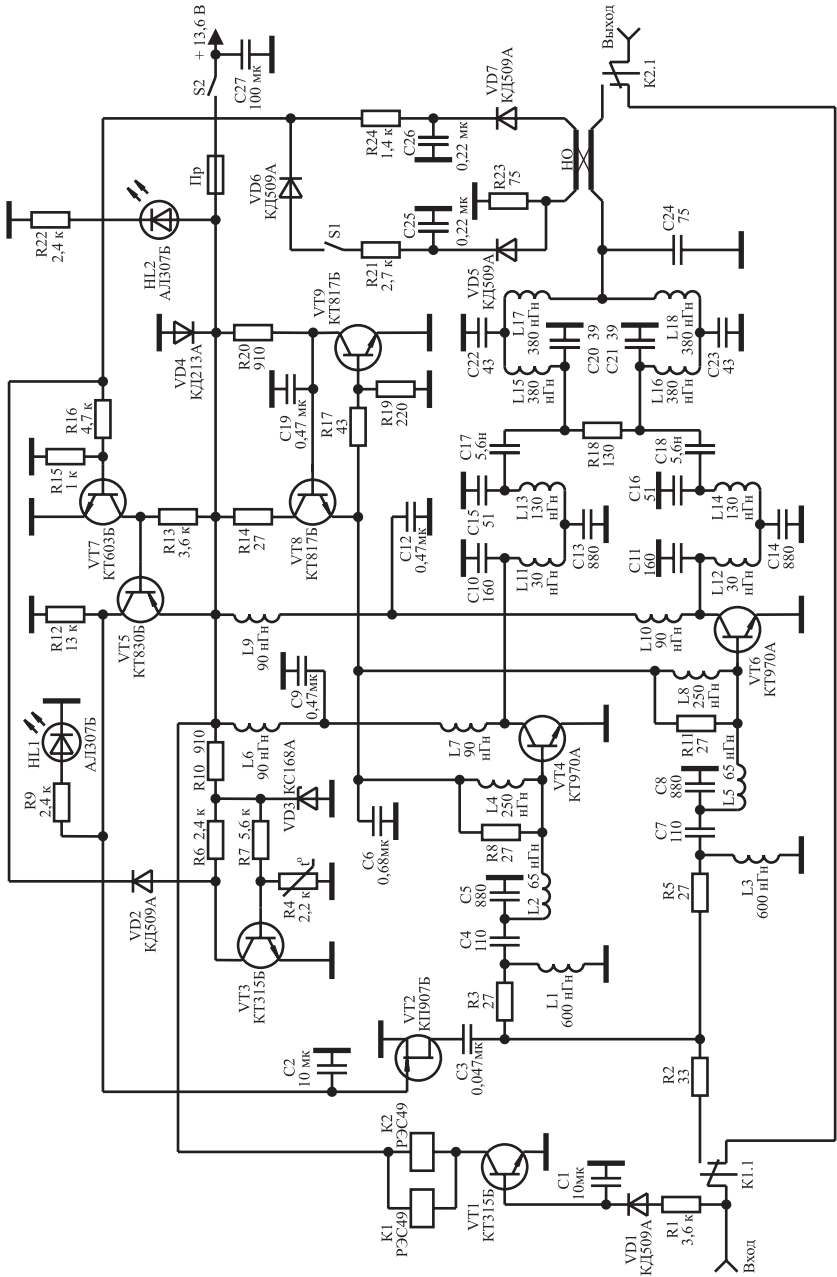 + 13,6 В
S2
C27
100 мк
Выход
K2.1
VD7
КД509А
R24
1,4 к
C26
0,22 мк
НО
VD6
КД509А
Пр
R22
2,4 к
HL2
АЛ307Б
S1
R21
2,7 к
C25
0,22 мк
R23
75
VD5
КД509А
C24
75
VD4
КД213А
R20
910
VT9
КТ817Б
C22
43
L17
380 нГн
C20 39
C21 39
L18
380 нГн
C23
43
L15
380
нГн
L16
380
нГн
R16
4,7 к
R15
1 к
C19
0,47 мк
R17
43
R19
220
C17
5,6н
R18
130
C18
5,6н
VT7
КТ603Б
R13
3,6 к
R14
27
VT8
КТ817Б
C12
0,47мк
C15
51
L13
130
нГн
C16
51
L14
130
нГн
C13
880
C14
880
C10
160
L11
30
нГн
C11
160
L12
30
нГн
R12
13 к
VT5
КТ830Б
L9
90 нГн
L10
90
нГн
VT6
КТ970А
HL1
АЛ307Б
R9
2,4 к
R10 910
L6
90 нГн
C9
0,47мк
L7
90
нГн
VT4
КТ970А
L8
250
нГн
R11
27
R6 2,4 к
R7 5,6 к
VD3 КС168А
C6
0,68мк
L4
250
нГн
R8
27
C8
880
L5 65 нГн
C7
110
VD2
КД509А
R4
2,2 к
t°
VT3
КТ315Б
C5
880
L2 65 нГн
C4
110
R5
27
L3
600 нГн
R3
27
L1
600 нГн
VT2
КП907Б
C2
10 мк
C3
0,047мк
R2
33
K2
РЭС49
K1
РЭС49
VT1
КТ315Б
C1
10мк
K1.1
VD1
КД509А
R1
3,6 к
Вход